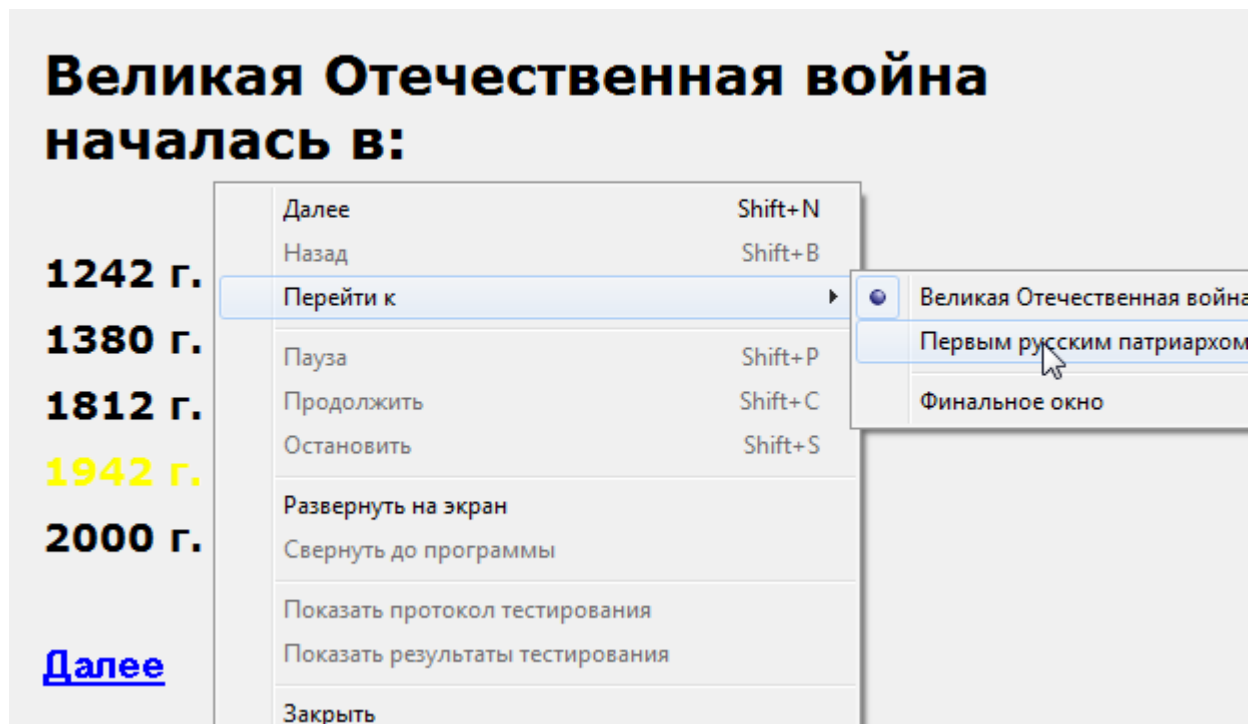 Великая Отечественная война
началась в:
1242 г.
1380 г.
1812 г.
1942 г.
2000 г.
Далее
Далее Shift+N
Назад Shift+B
Перейти к
Пауза Shift+P
Продолжить Shift+C
Остановить Shift+S
Развернуть на экран
Свернуть до программы
Показать протокол тестирования
Показать результаты тестирования
Закрыть
Великая Отечественная война
Первым русским патриархом
Финальное окно